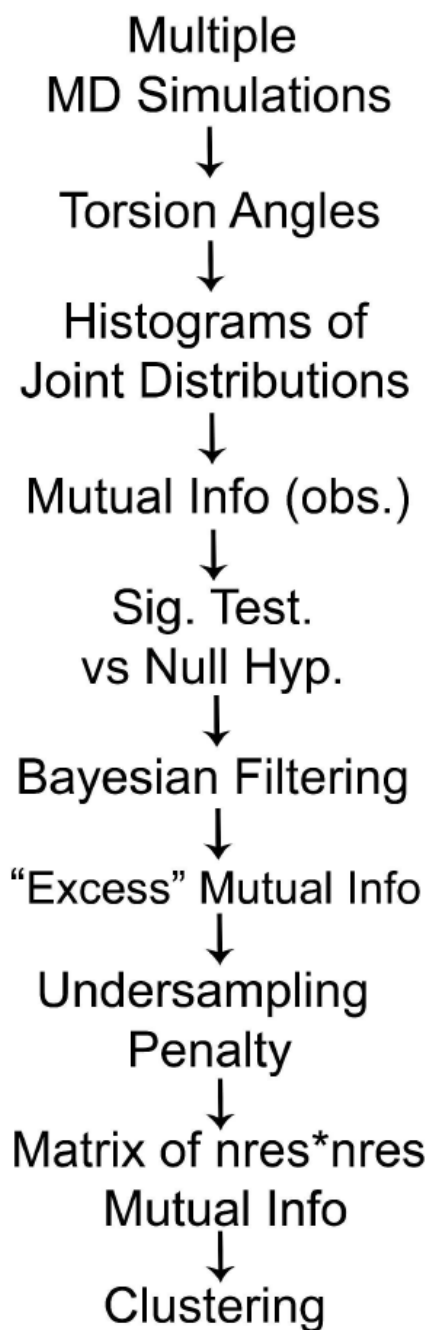 Multiple
MD Simulations
Torsion Angles
Histograms of
Joint Distributions
Mutual Info (obs.)
Sig. Test.
vs Null Hyp.
Bayesian Filtering
“Excess” Mutual Info
Undersampling
Penalty
Matrix of nres*nres
Mutual Info
Clustering